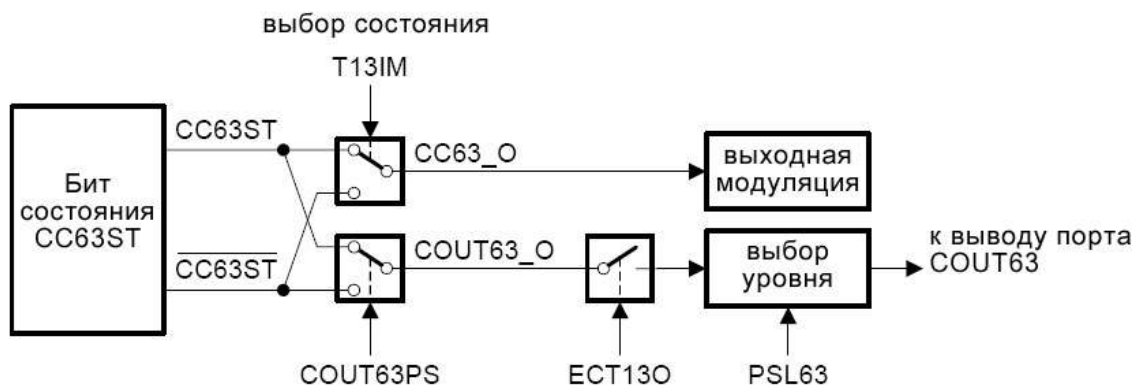 выбор состояния
T13IM
CC63ST
CC63_O
выходная
модуляция
Бит
состояния
CC63ST
CC63ST
COUT63_O
выбор
уровня
к выводу порта
COUT63
COUT63PS
ECT13O
PSL63